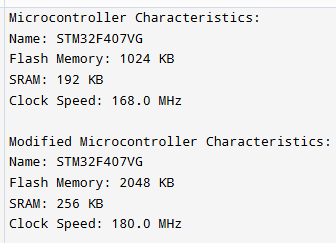 Microcontroller Characteristics:
Name: STM32F407VG
Flash Memory: 1024 KB
SRAM: 192 KB
Clock Speed: 168.0 MHz
Modified Microcontroller Characteristics:
Name: STM32F407VG
Flash Memory: 2048 KB
SRAM: 256 KB
Clock Speed: 180.0 MHz